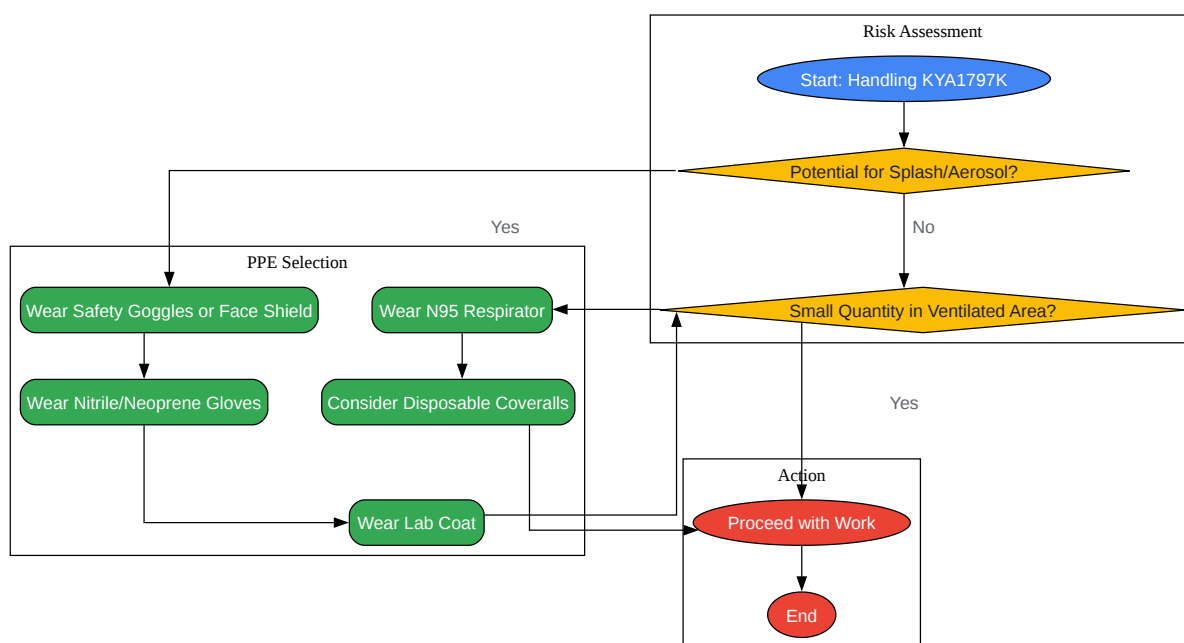 Risk Assessment
Start: Handling KYA1797K
Potential for Splash/Aerosol?
Yes
No
PPE Selection
Wear Safety Goggles or Face Shield
Wear N95 Respirator
Small Quantity in Ventilated Area?
Wear Nitrile/Neoprene Gloves
Consider Disposable Coveralls
Yes
Action
Wear Lab Coat
Proceed with Work
End